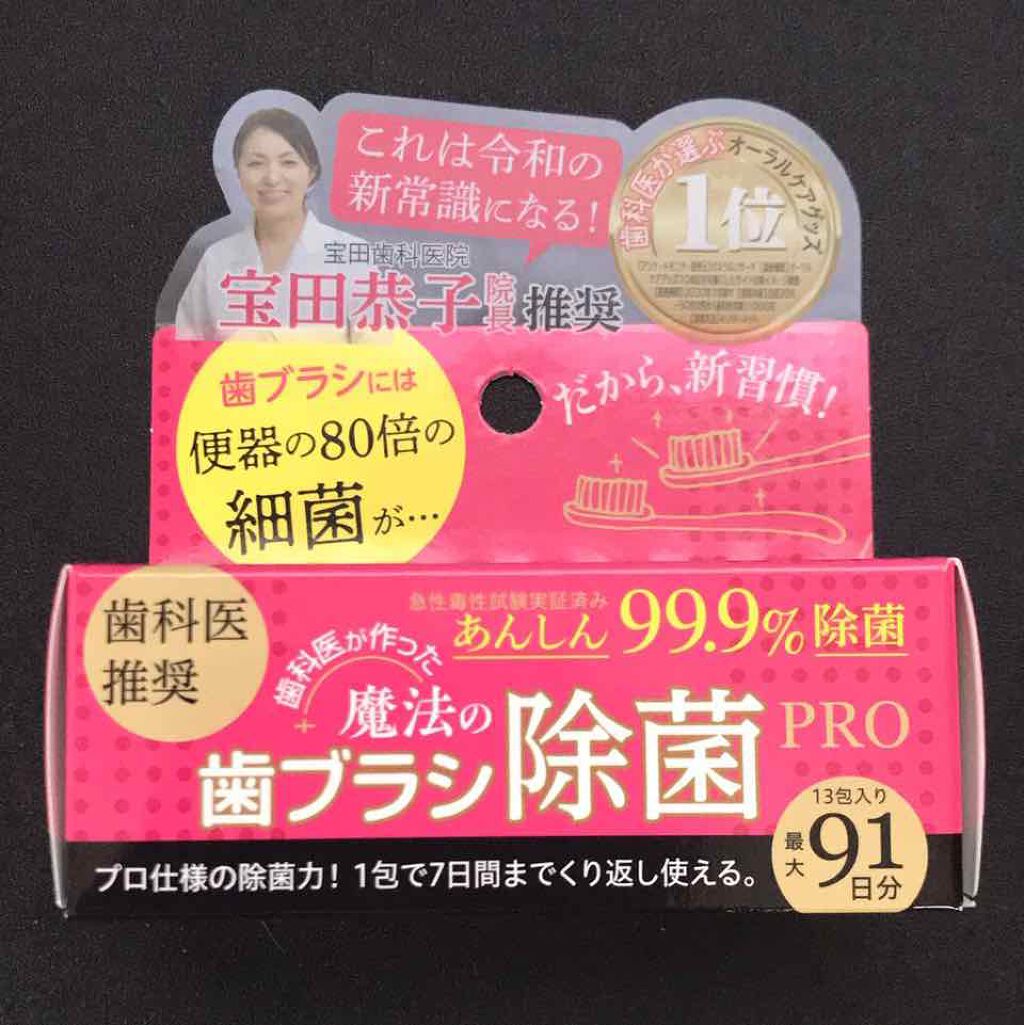 これは令和の
新常識になる!
宝田歯科医院
宝田恭子院長推奨
歯科医が選ぶオーラルケアグッズ
1位
歯ブラシには
便器の80倍の
細菌が…
だから、新習慣!
歯科医
推奨
急性毒性試験実証済み
あんしん 99.9%除菌
歯科医が作った
魔法の
歯ブラシ除菌 PRO
13包入り
最大91日分
プロ仕様の除菌力! 1包で7日間までくり返し使える。